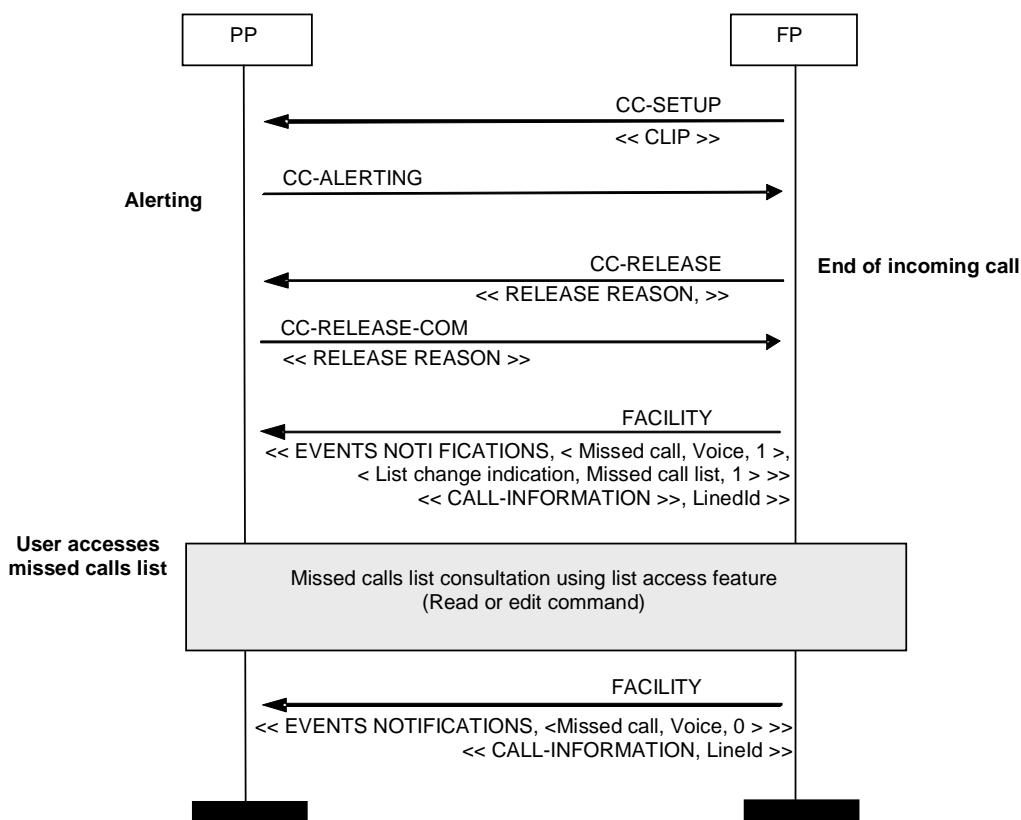 PP
FP
CC-SETUP
<< CLIP >>
CC-ALERTING
Alerting
CC-RELEASE
End of incoming call
<< RELEASE REASON, >>
CC-RELEASE-COM
<< RELEASE REASON >>
FACILITY
<< EVENTS NOTI FICATIONS, < Missed call, Voice, 1 >,
< List change indication, Missed call list, 1 > >>
<< CALL-INFORMATION >>, LinedId >>
User accesses
missed calls list
Missed calls list consultation using list access feature
(Read or edit command)
FACILITY
<< EVENTS NOTIFICATIONS, <Missed call, Voice, 0 > >>
<< CALL-INFORMATION, LineId >>